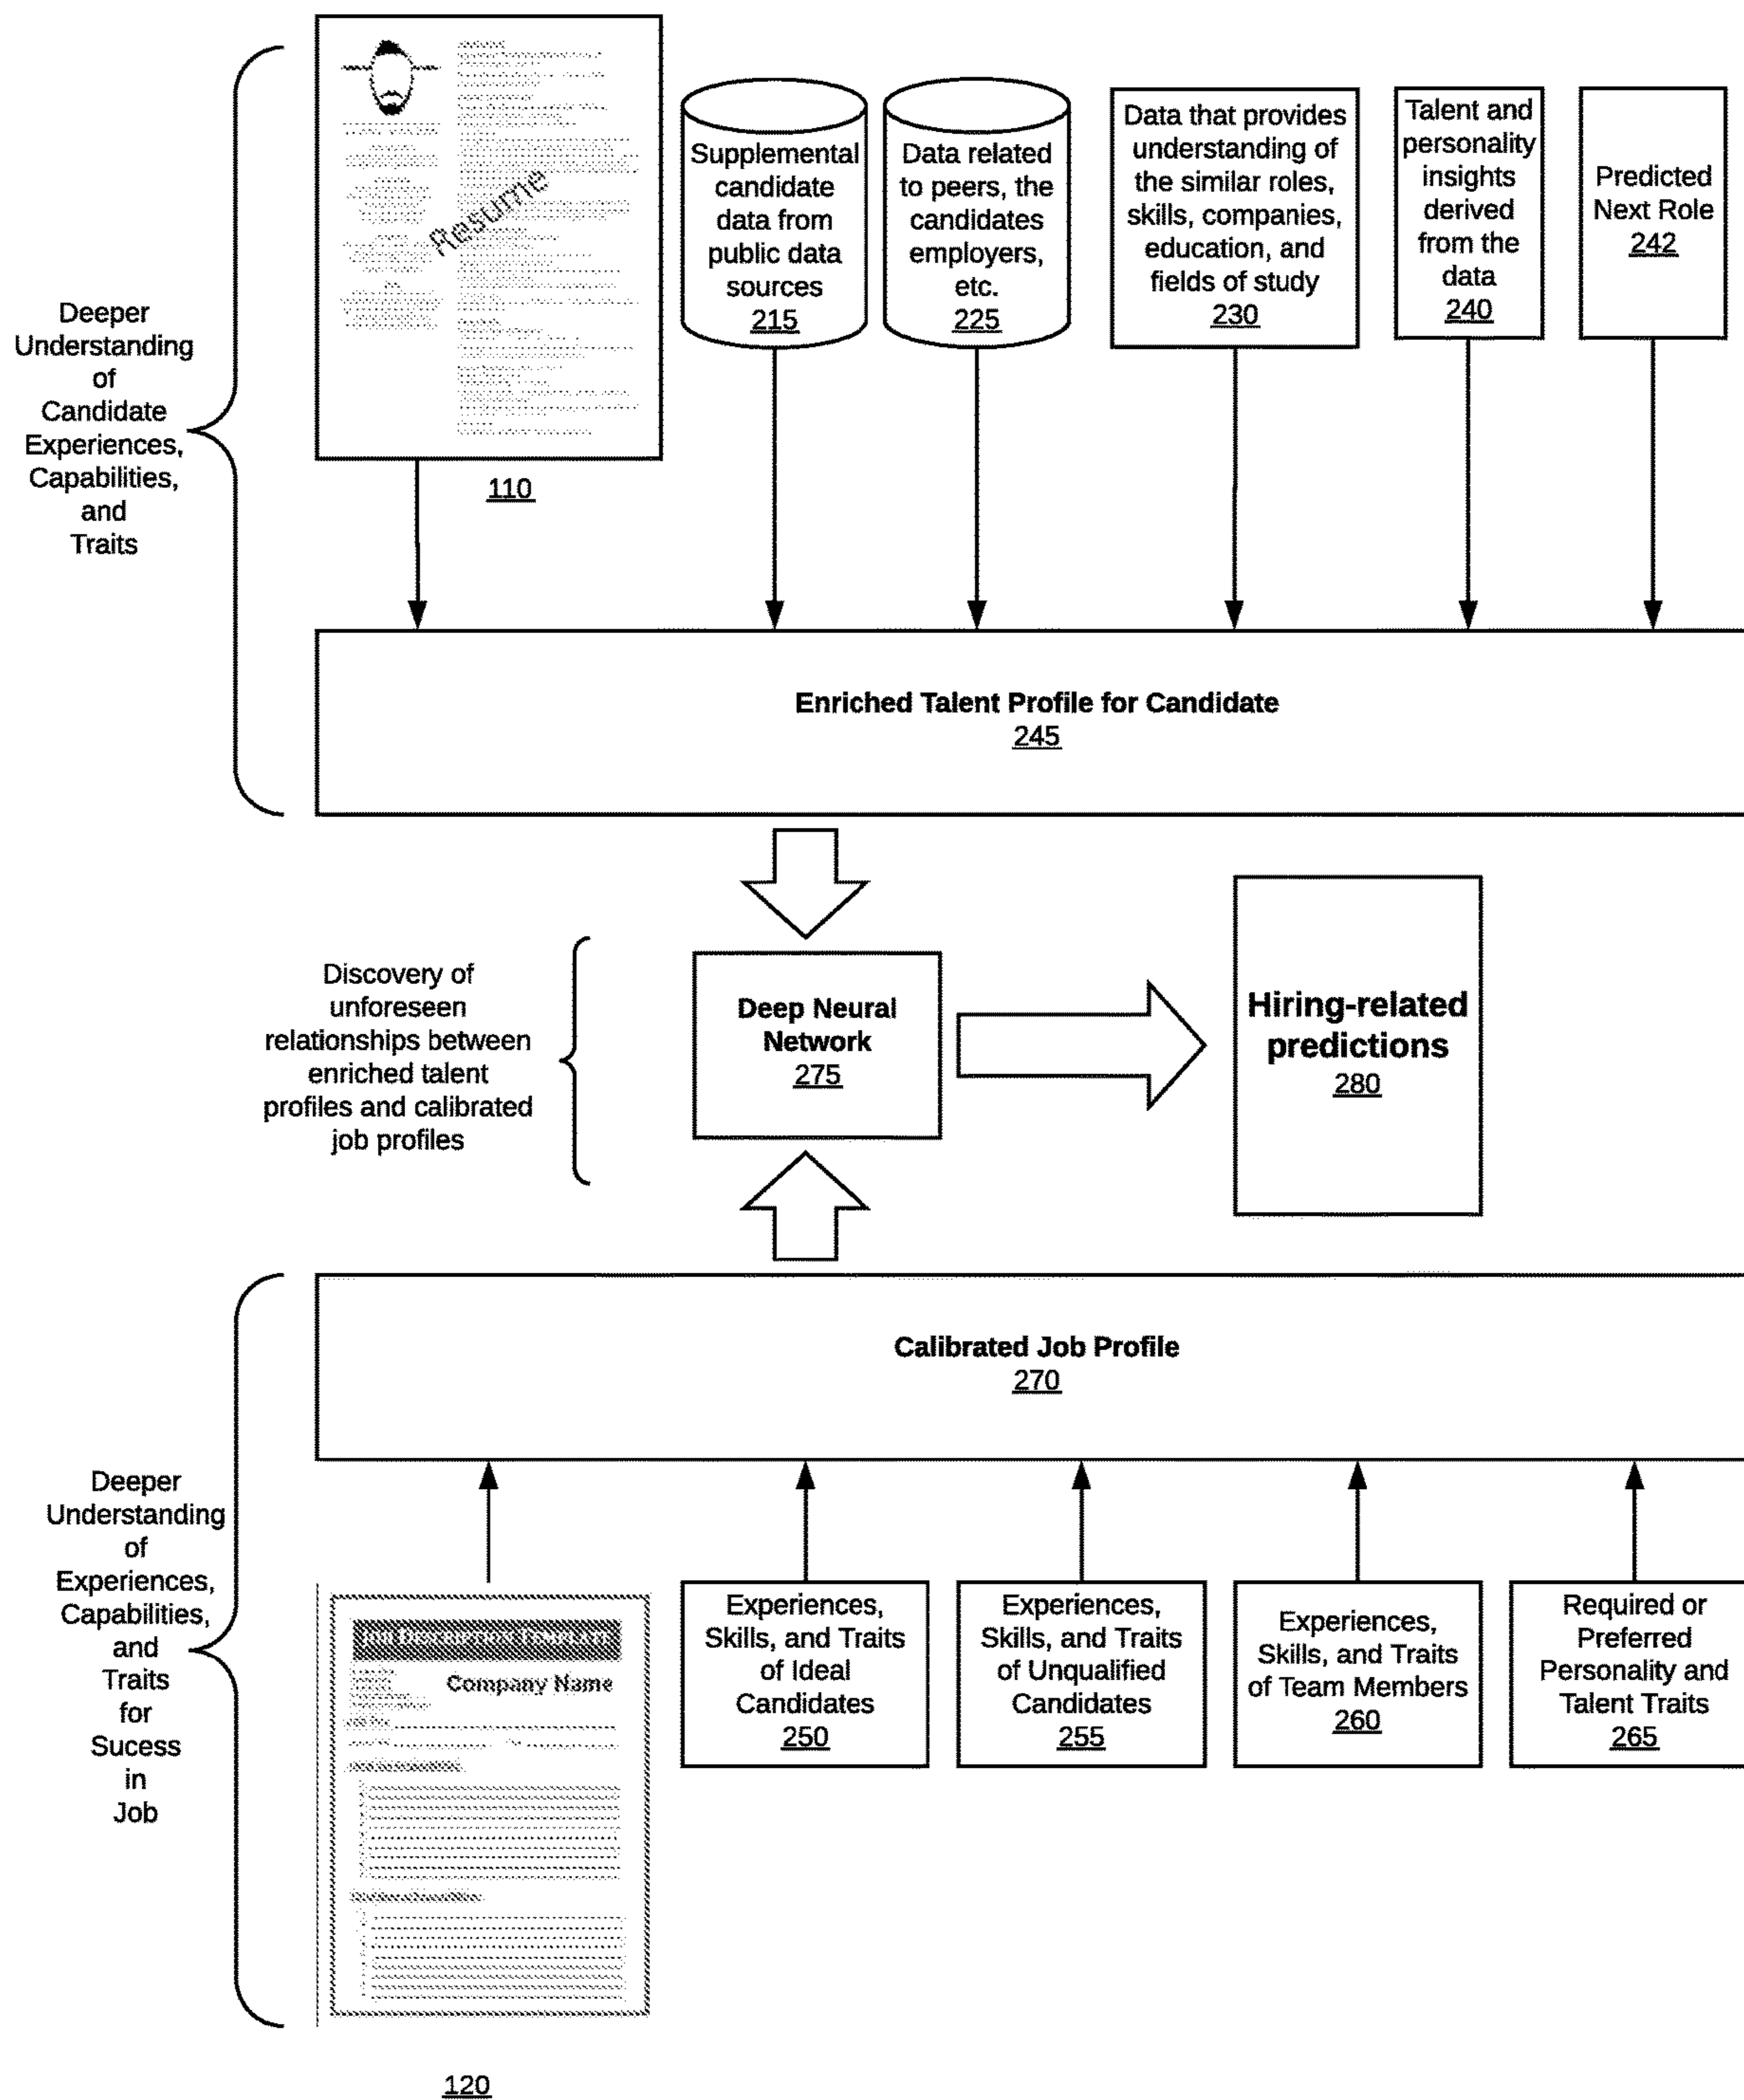 Resume
110
Supplemental
candidate
data from
public data
sources
215
Data related
to peers, the
candidates
employers,
etc.
225
Data that provides
understanding of
the similar roles,
skills, companies,
education, and
fields of study
230
Talent and
personality
insights
derived
from the
data
240
Predicted
Next Role
242
Deeper
Understanding
of
Candidate
Experiences,
Capabilities,
and
Traits
Enriched Talent Profile for Candidate
245
Discovery of
unforeseen
relationships between
enriched talent
profiles and calibrated
job profiles
Deep Neural
Network
275
Hiring-related
predictions
280
Calibrated Job Profile
270
Deeper
Understanding
of
Experiences,
Capabilities,
and
Traits
for
Sucess
in
Job
Company Name
120
Experiences,
Skills, and Traits
of Ideal
Candidates
250
Experiences,
Skills, and Traits
of Unqualified
Candidates
255
Experiences,
Skills, and Traits
of Team Members
260
Required or
Preferred
Personality and
Talent Traits
265